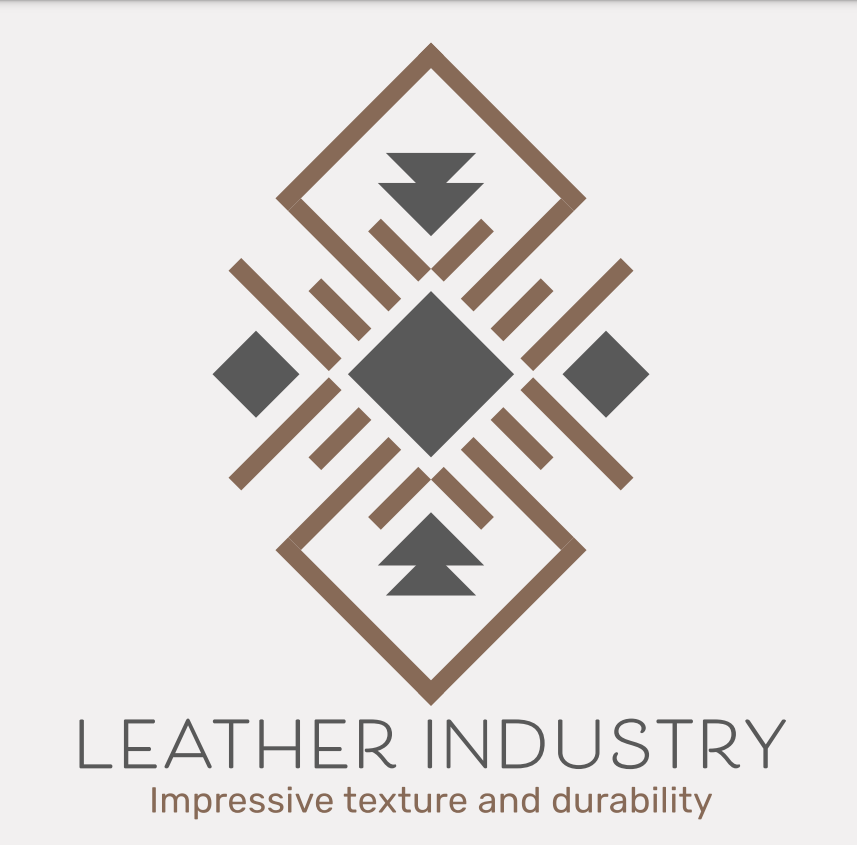 LEATHER INDUSTRY
Impressive texture and durability